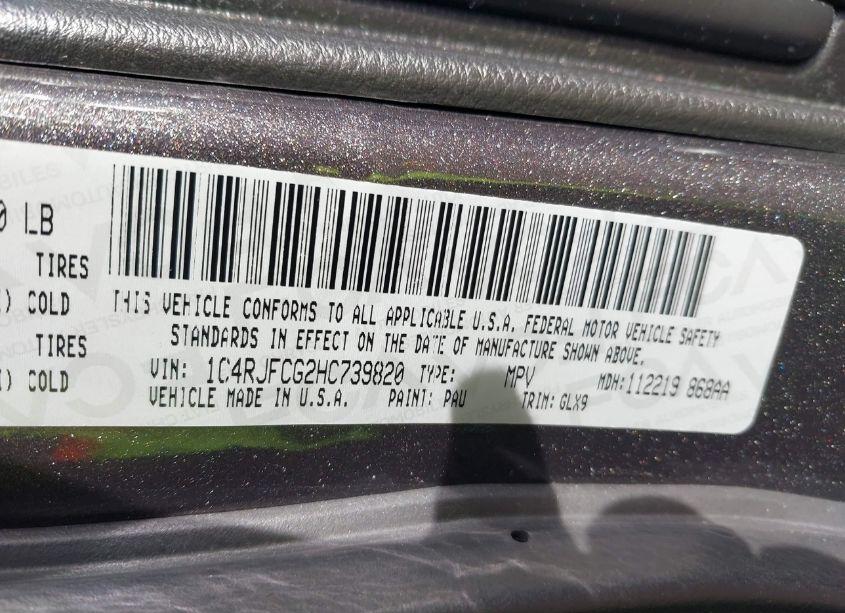 0 LB
TIRES
) COLD
TIRES
) COLD
THIS VEHICLE CONFORMS TO ALL APPLICABLE U.S.A. FEDERAL MOTOR VEHICLE SAFETY
STANDARDS IN EFFECT ON THE DATE OF MANUFACTURE SHOWN ABOVE.
VIN: 1C4RJFCG2HC739820 TYPE: MPV MDH: 112219 868AA
VEHICLE MADE IN U.S.A. PAINT: PAU TRIM: GLX9